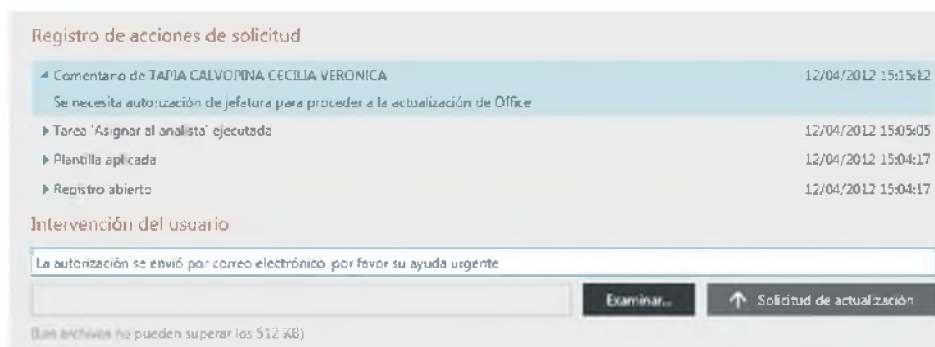 Registro de acciones de solicitud
Comentario de TAPIA CALVOPINA CECILIA VERONICA 12/04/2012 15:15:12
Se necesita autorización de jefatura para proceder a la actualización de Office
Tarea 'Asignar al analista' ejecutada 12/04/2012 15:05:05
Plantilla aplicada 12/04/2012 15:04:17
Registro abierto 12/04/2012 15:04:17
Intervención del usuario
La autorización se envió por correo electrónico por favor su ayuda urgente
Examinar... Solicitud de actualización
(Los archivos no pueden superar los 512 KB)